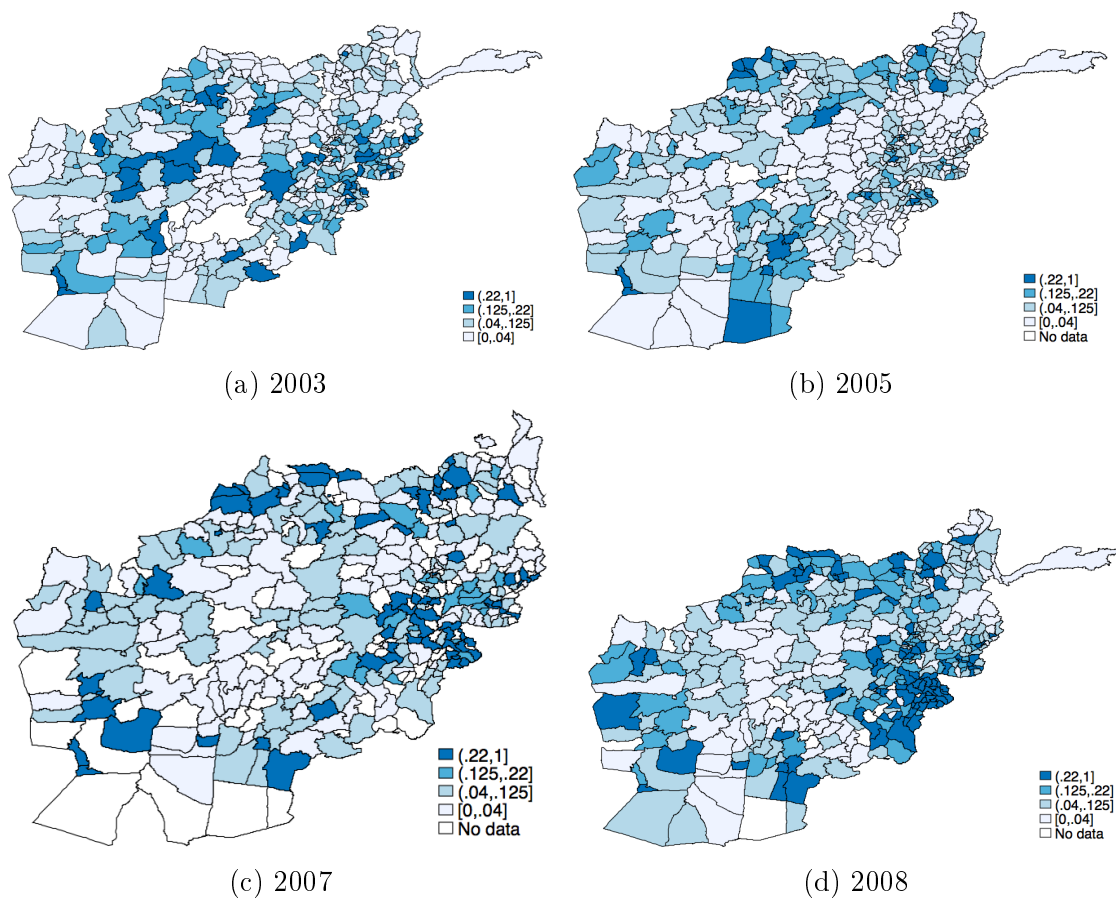 (.22,1]
(.125,.22]
(.04,.125]
[0,.04]
(a) 2003
(.22,1]
(.125,.22]
(.04,.125]
[0,.04]
No data
(b) 2005
(.22,1]
(.125,.22]
(.04,.125]
[0,.04]
No data
(c) 2007
(.22,1]
(.125,.22]
(.04,.125]
[0,.04]
No data
(d) 2008